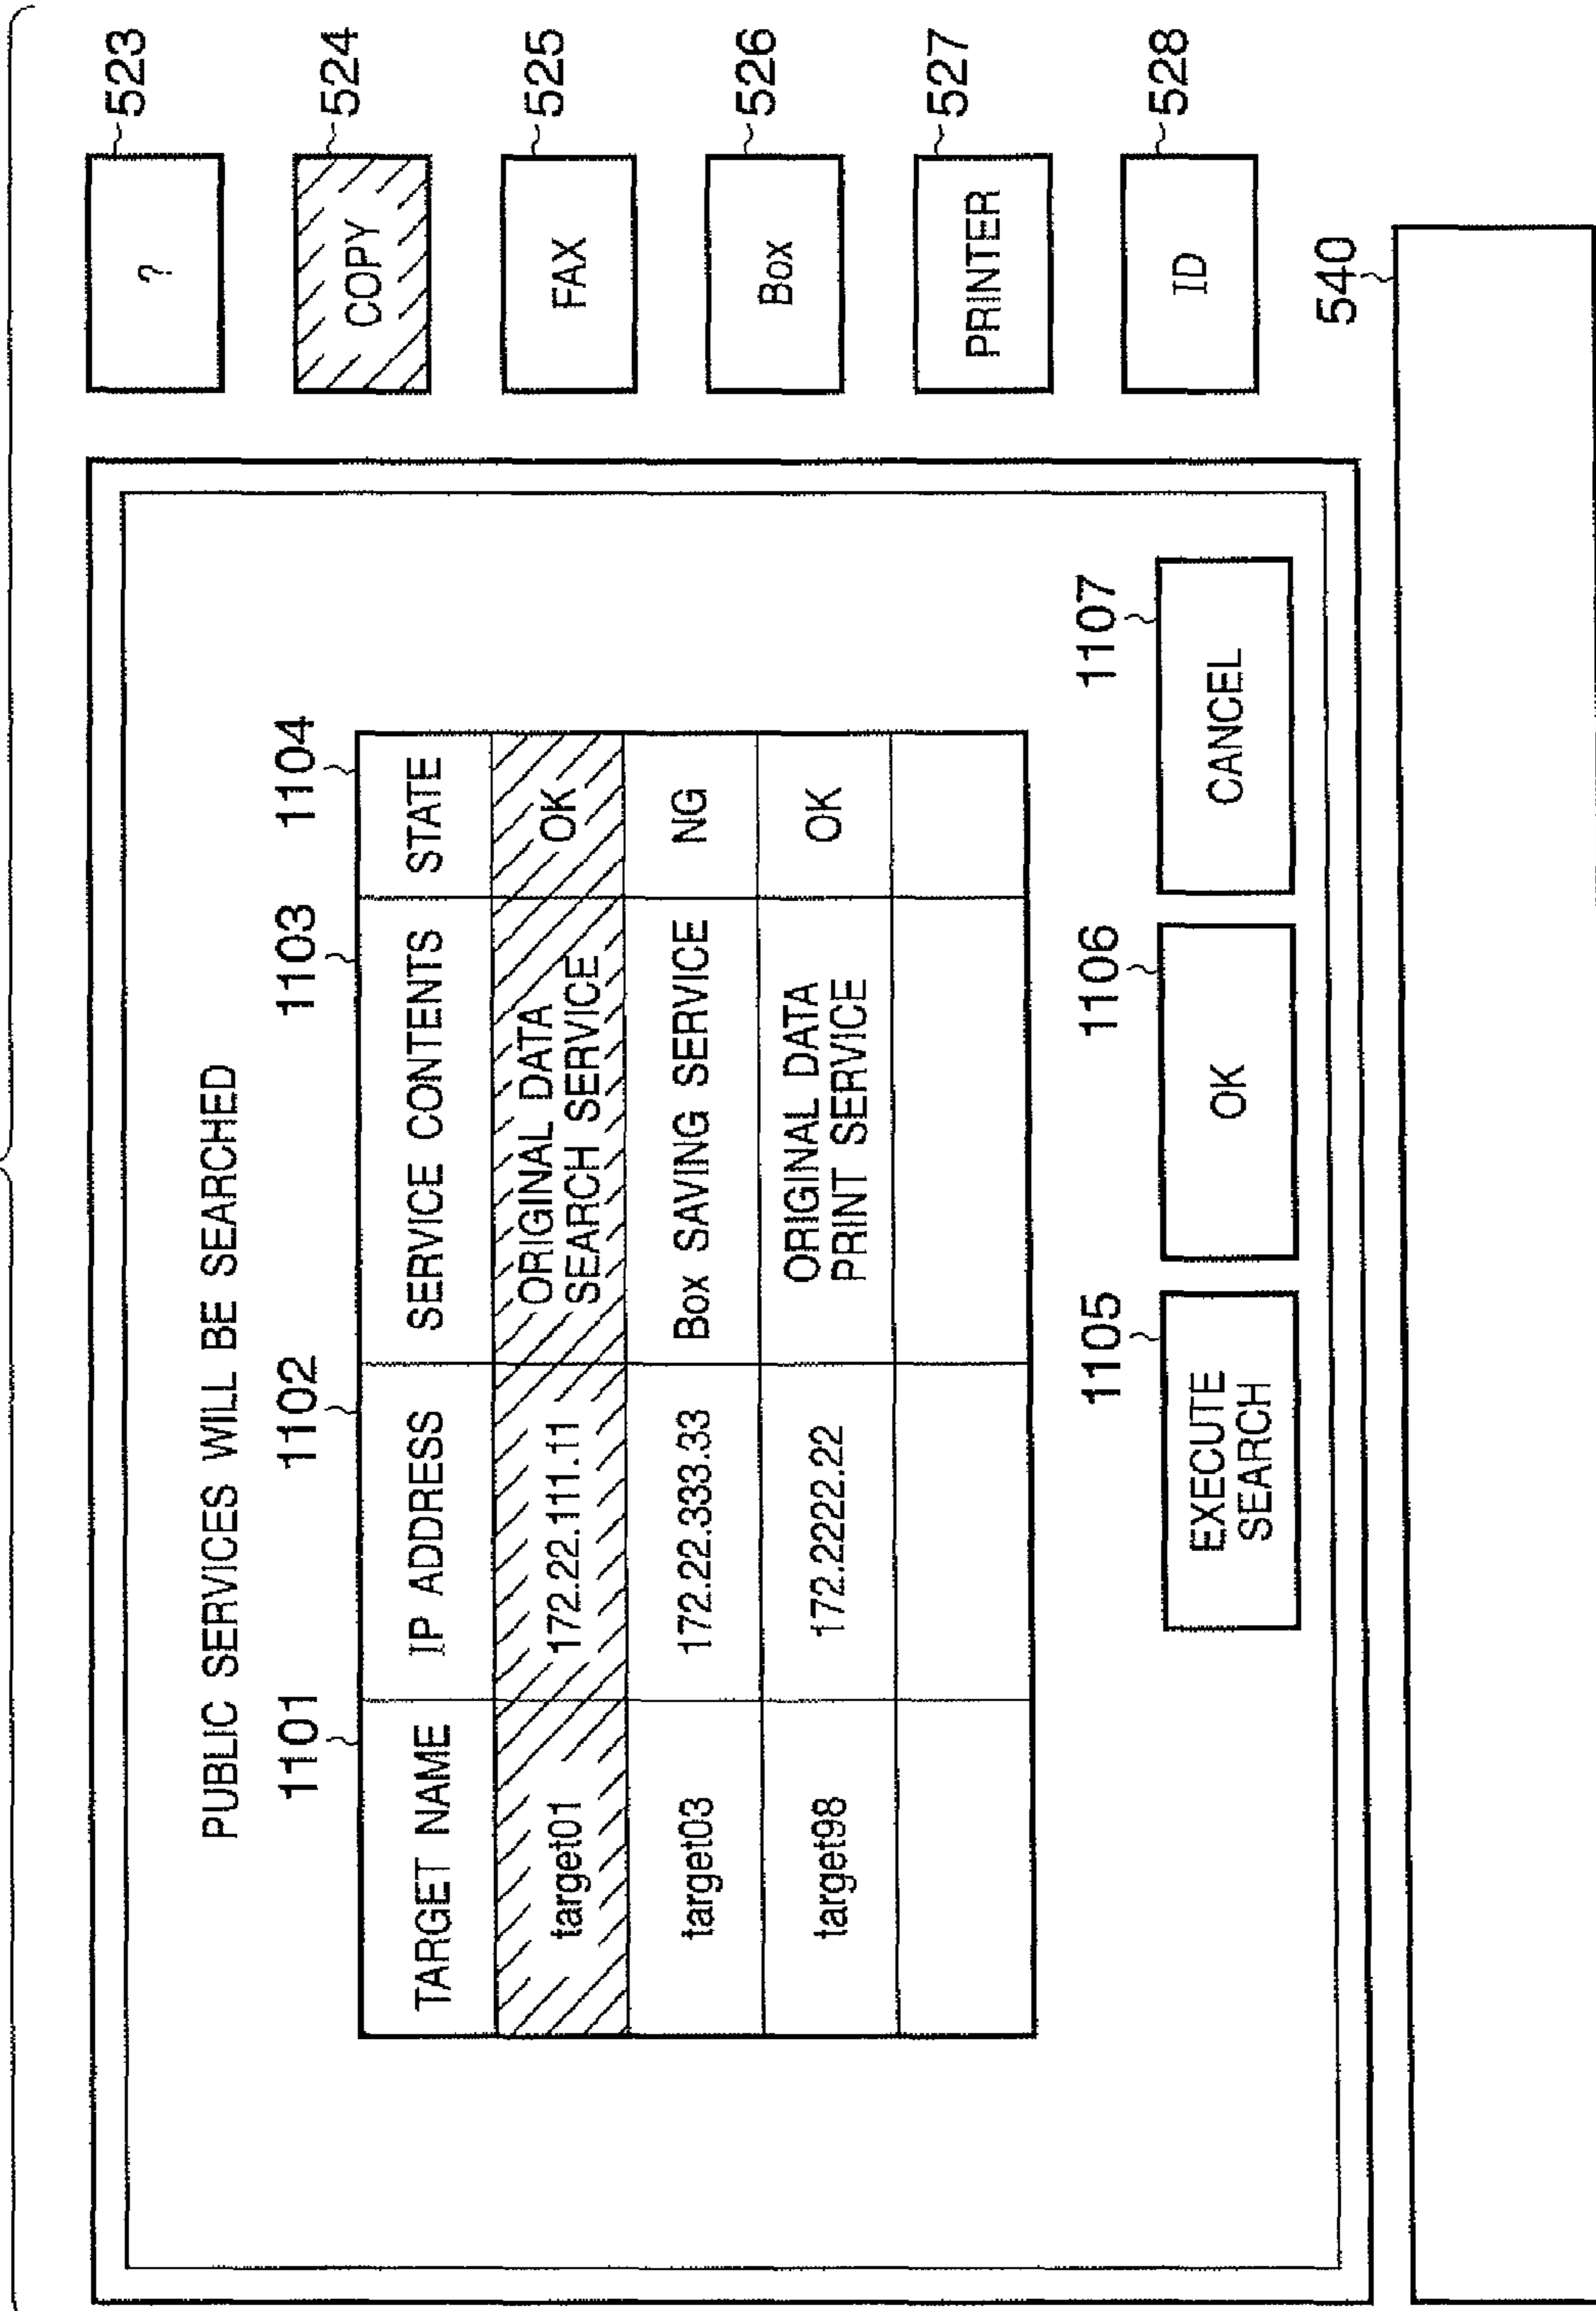 523
?
524
COPY
525
FAX
526
Box
527
PRINTER
528
ID
540
PUBLIC SERVICES WILL BE SEARCHED
1101
1102
1103
1104
TARGET NAME IP ADDRESS SERVICE CONTENTS STATE
target01 172.22.111.11 ORIGINAL DATA SEARCH SERVICE OK
target03 172.22.333.33 Box SAVING SERVICE NG
target98 172.2222.22 ORIGINAL DATA PRINT SERVICE OK
1105
1106
1107
EXECUTE
SEARCH
OK
CANCEL